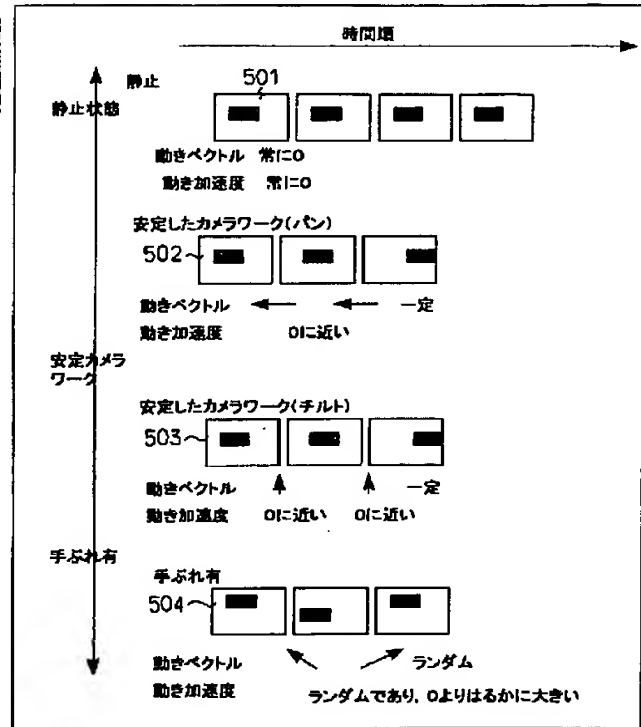 時間順
静止
501
静止状態
動きベクトル 常に0
動き加速度 常に0
安定したカメラワーク(パン)
502
動きベクトル 一定
動き加速度 0に近い
安定カメラ
ワーク
安定したカメラワーク(チルト)
503
動きベクトル 一定
動き加速度 0に近い 0に近い
手ぶれ有
手ぶれ有
504
動きベクトル ランダム
動き加速度 ランダムであり,0よりはるかに大きい